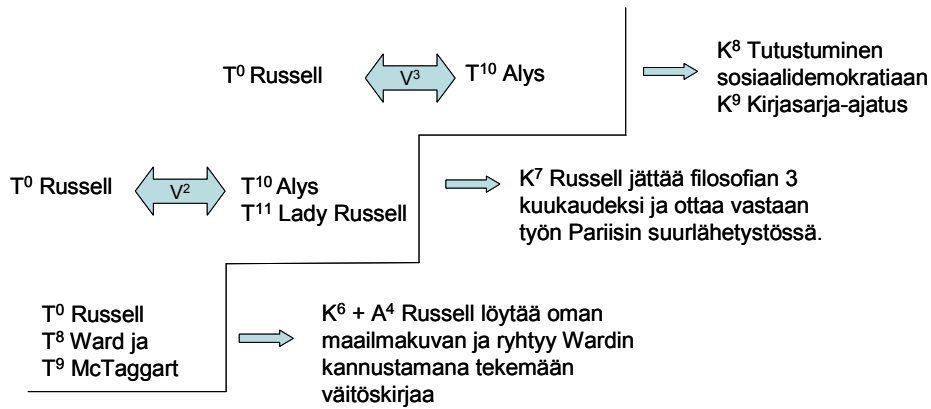 T⁰ Russell
V³
T¹⁰ Alys
K⁸ Tutustuminen
sosiaalidemokratiaan
K⁹ Kirjasarja-ajatus
T⁰ Russell
V²
T¹⁰ Alys
T¹¹ Lady Russell
K⁷ Russell jättää filosofian 3
kuukaudeksi ja ottaa vastaan
työn Pariisin suurlähetystössä.
T⁰ Russell
T⁸ Ward ja
T⁹ McTaggart
K⁶ + A⁴ Russell löytää oman
maailmakuvan ja ryhtyy Wardin
kannustamana tekemään
väitöskirjaa